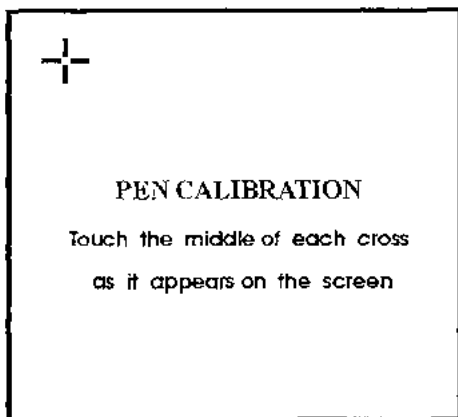 PEN CALIBRATION
Touch the middle of each cross
as it appears on the screen